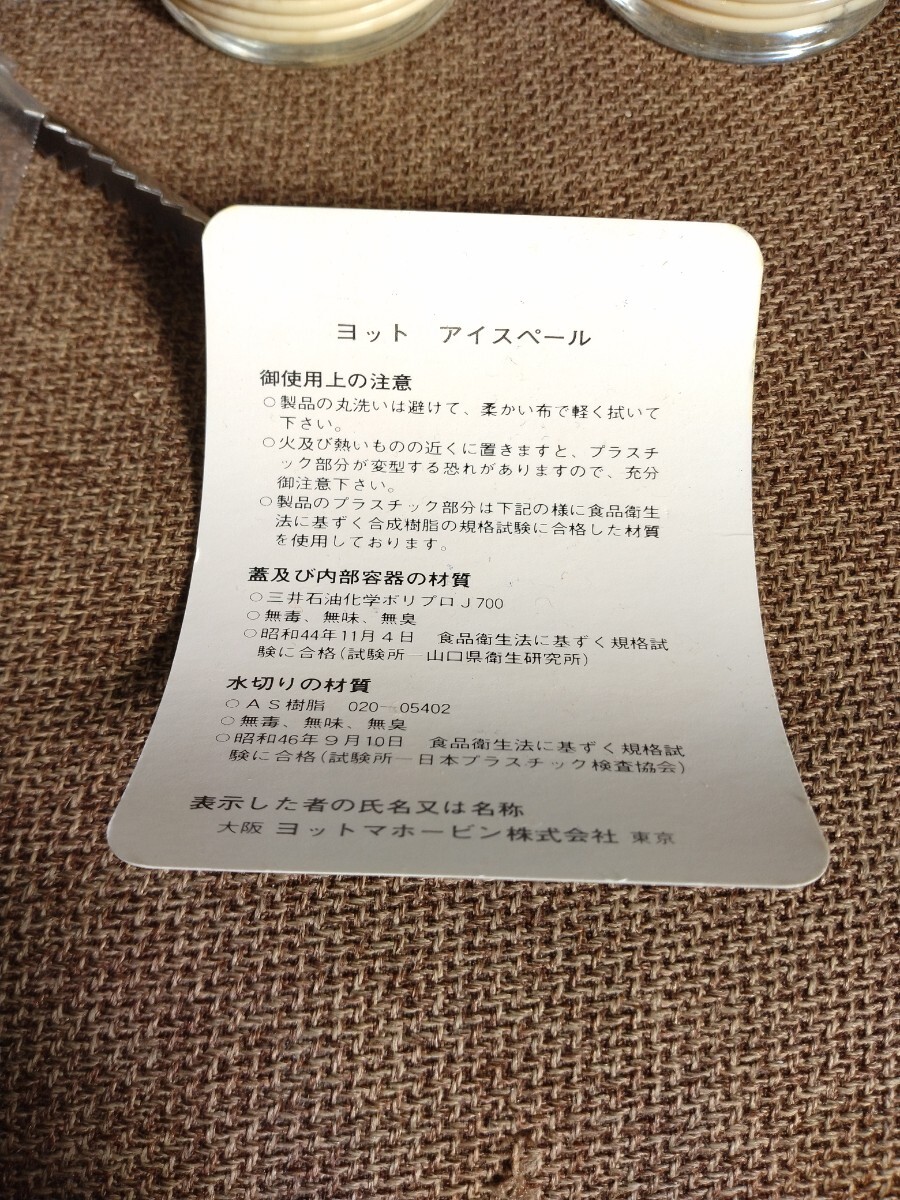 ヨット アイスペール
御使用上の注意
○製品の丸洗いは避けて、柔かい布で軽く拭いて
下さい。
○火及び熱いものの近くに置きますと、プラスチ
ック部分が変型する恐れがありますので、充分
御注意下さい。
○製品のプラスチック部分は下記の様に食品衛生
法に基ずく合成樹脂の規格試験に合格した材質
を使用しております。
蓋及び内部容器の材質
○三井石油化学ポリプロJ700
○無毒、無味、無臭
○昭和44年11月4日 食品衛生法に基ずく規格試
験に合格(試験所―山口県衛生研究所)
水切りの材質
○AS樹脂 020―05402
○無毒、無味、無臭
○昭和46年9月10日 食品衛生法に基ずく規格試
験に合格(試験所―日本プラスチック検査協会)
表示した者の氏名又は名称
大阪 ヨットマホービン株式会社 東京